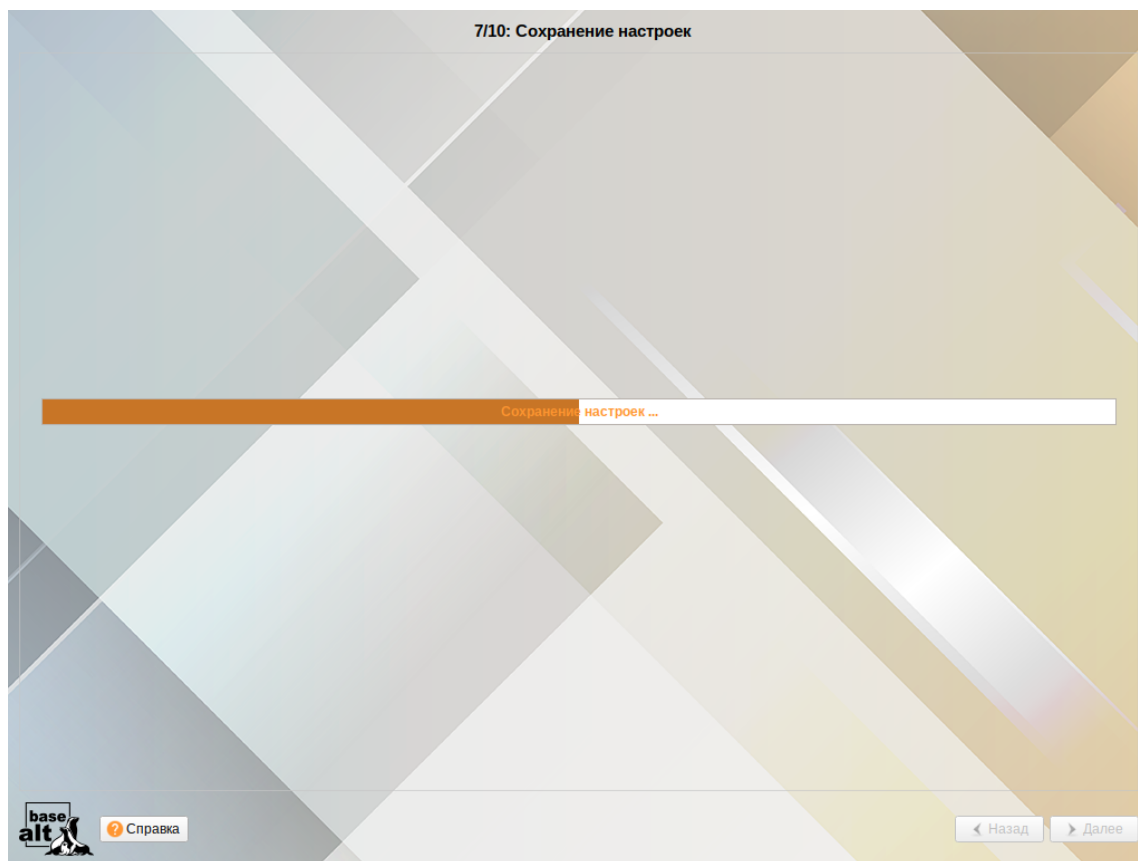 7/10: Сохранение настроек
Сохранение настроек ...
base
alt
Справка
Назад
Далее